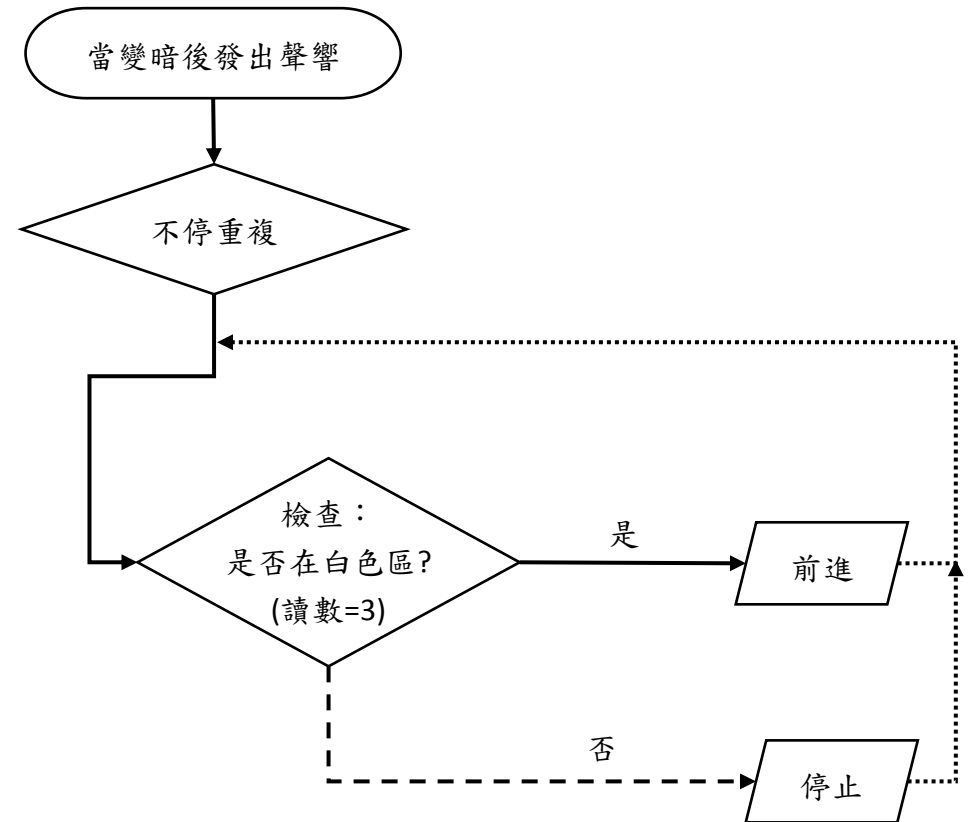 當變暗後發出聲響
不停重複
檢查：
是否在白色區?
(讀數=3)
是
前進
否
停止